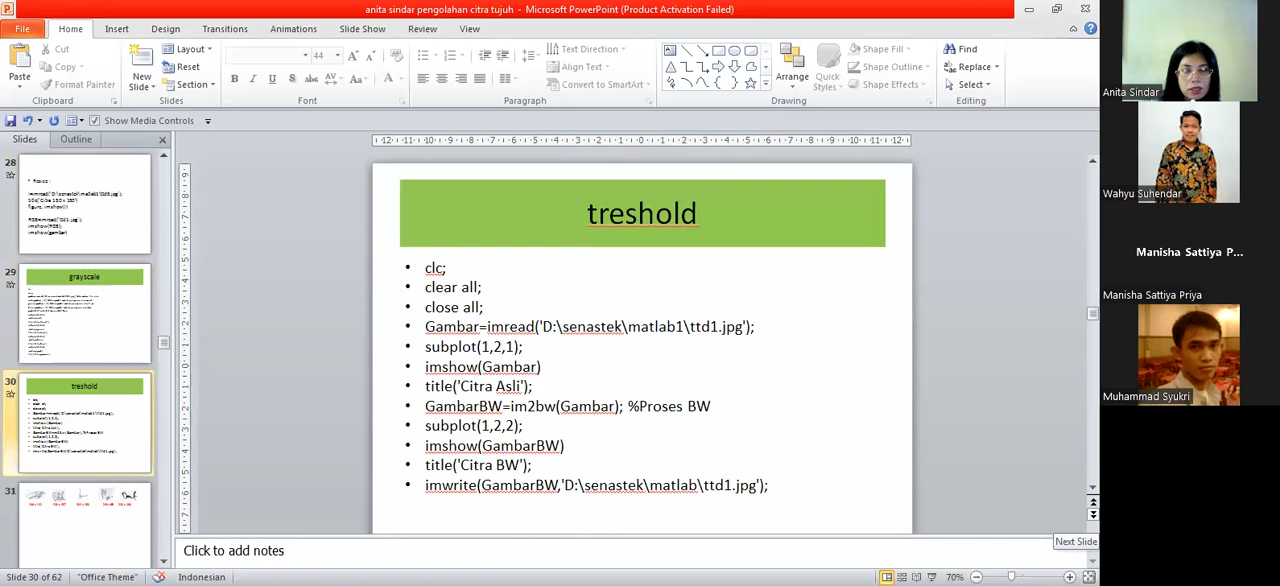 anita sindar pengolahan citra tujuh - Microsoft PowerPoint (Product Activation Failed)
File Home Insert Design Transitions Animations Slide Show Review View
Paste
Cut
Copy
Format Painter
Clipboard
New Slide
Layout
Reset
Section
Slides
44
Font
Paragraph
Text Direction
Align Text
Convert to SmartArt
Arrange
Quick Styles
Shape Fill
Shape Outline
Shape Effects
Drawing
Find
Replace
Select
Editing
Show Media Controls
Slides Outline
28
29
grayscale
30
treshold
31
treshold
• clc;
• clear all;
• close all;
• Gambar=imread('D:\senastek\matlab1\ttd1.jpg');
• subplot(1,2,1);
• imshow(Gambar)
• title('Citra Asli');
• GambarBW=im2bw(Gambar); %Proses BW
• subplot(1,2,2);
• imshow(GambarBW)
• title('Citra BW');
• imwrite(GambarBW,'D:\senastek\matlab\ttd1.jpg');
Next Slide
Click to add notes
Slide 30 of 62 "Office Theme" Indonesian 70%
Anita Sindar
Wahyu Suhendar
Manisha Sattiya P...
Manisha Sattiya Priya
Muhammad Syukri